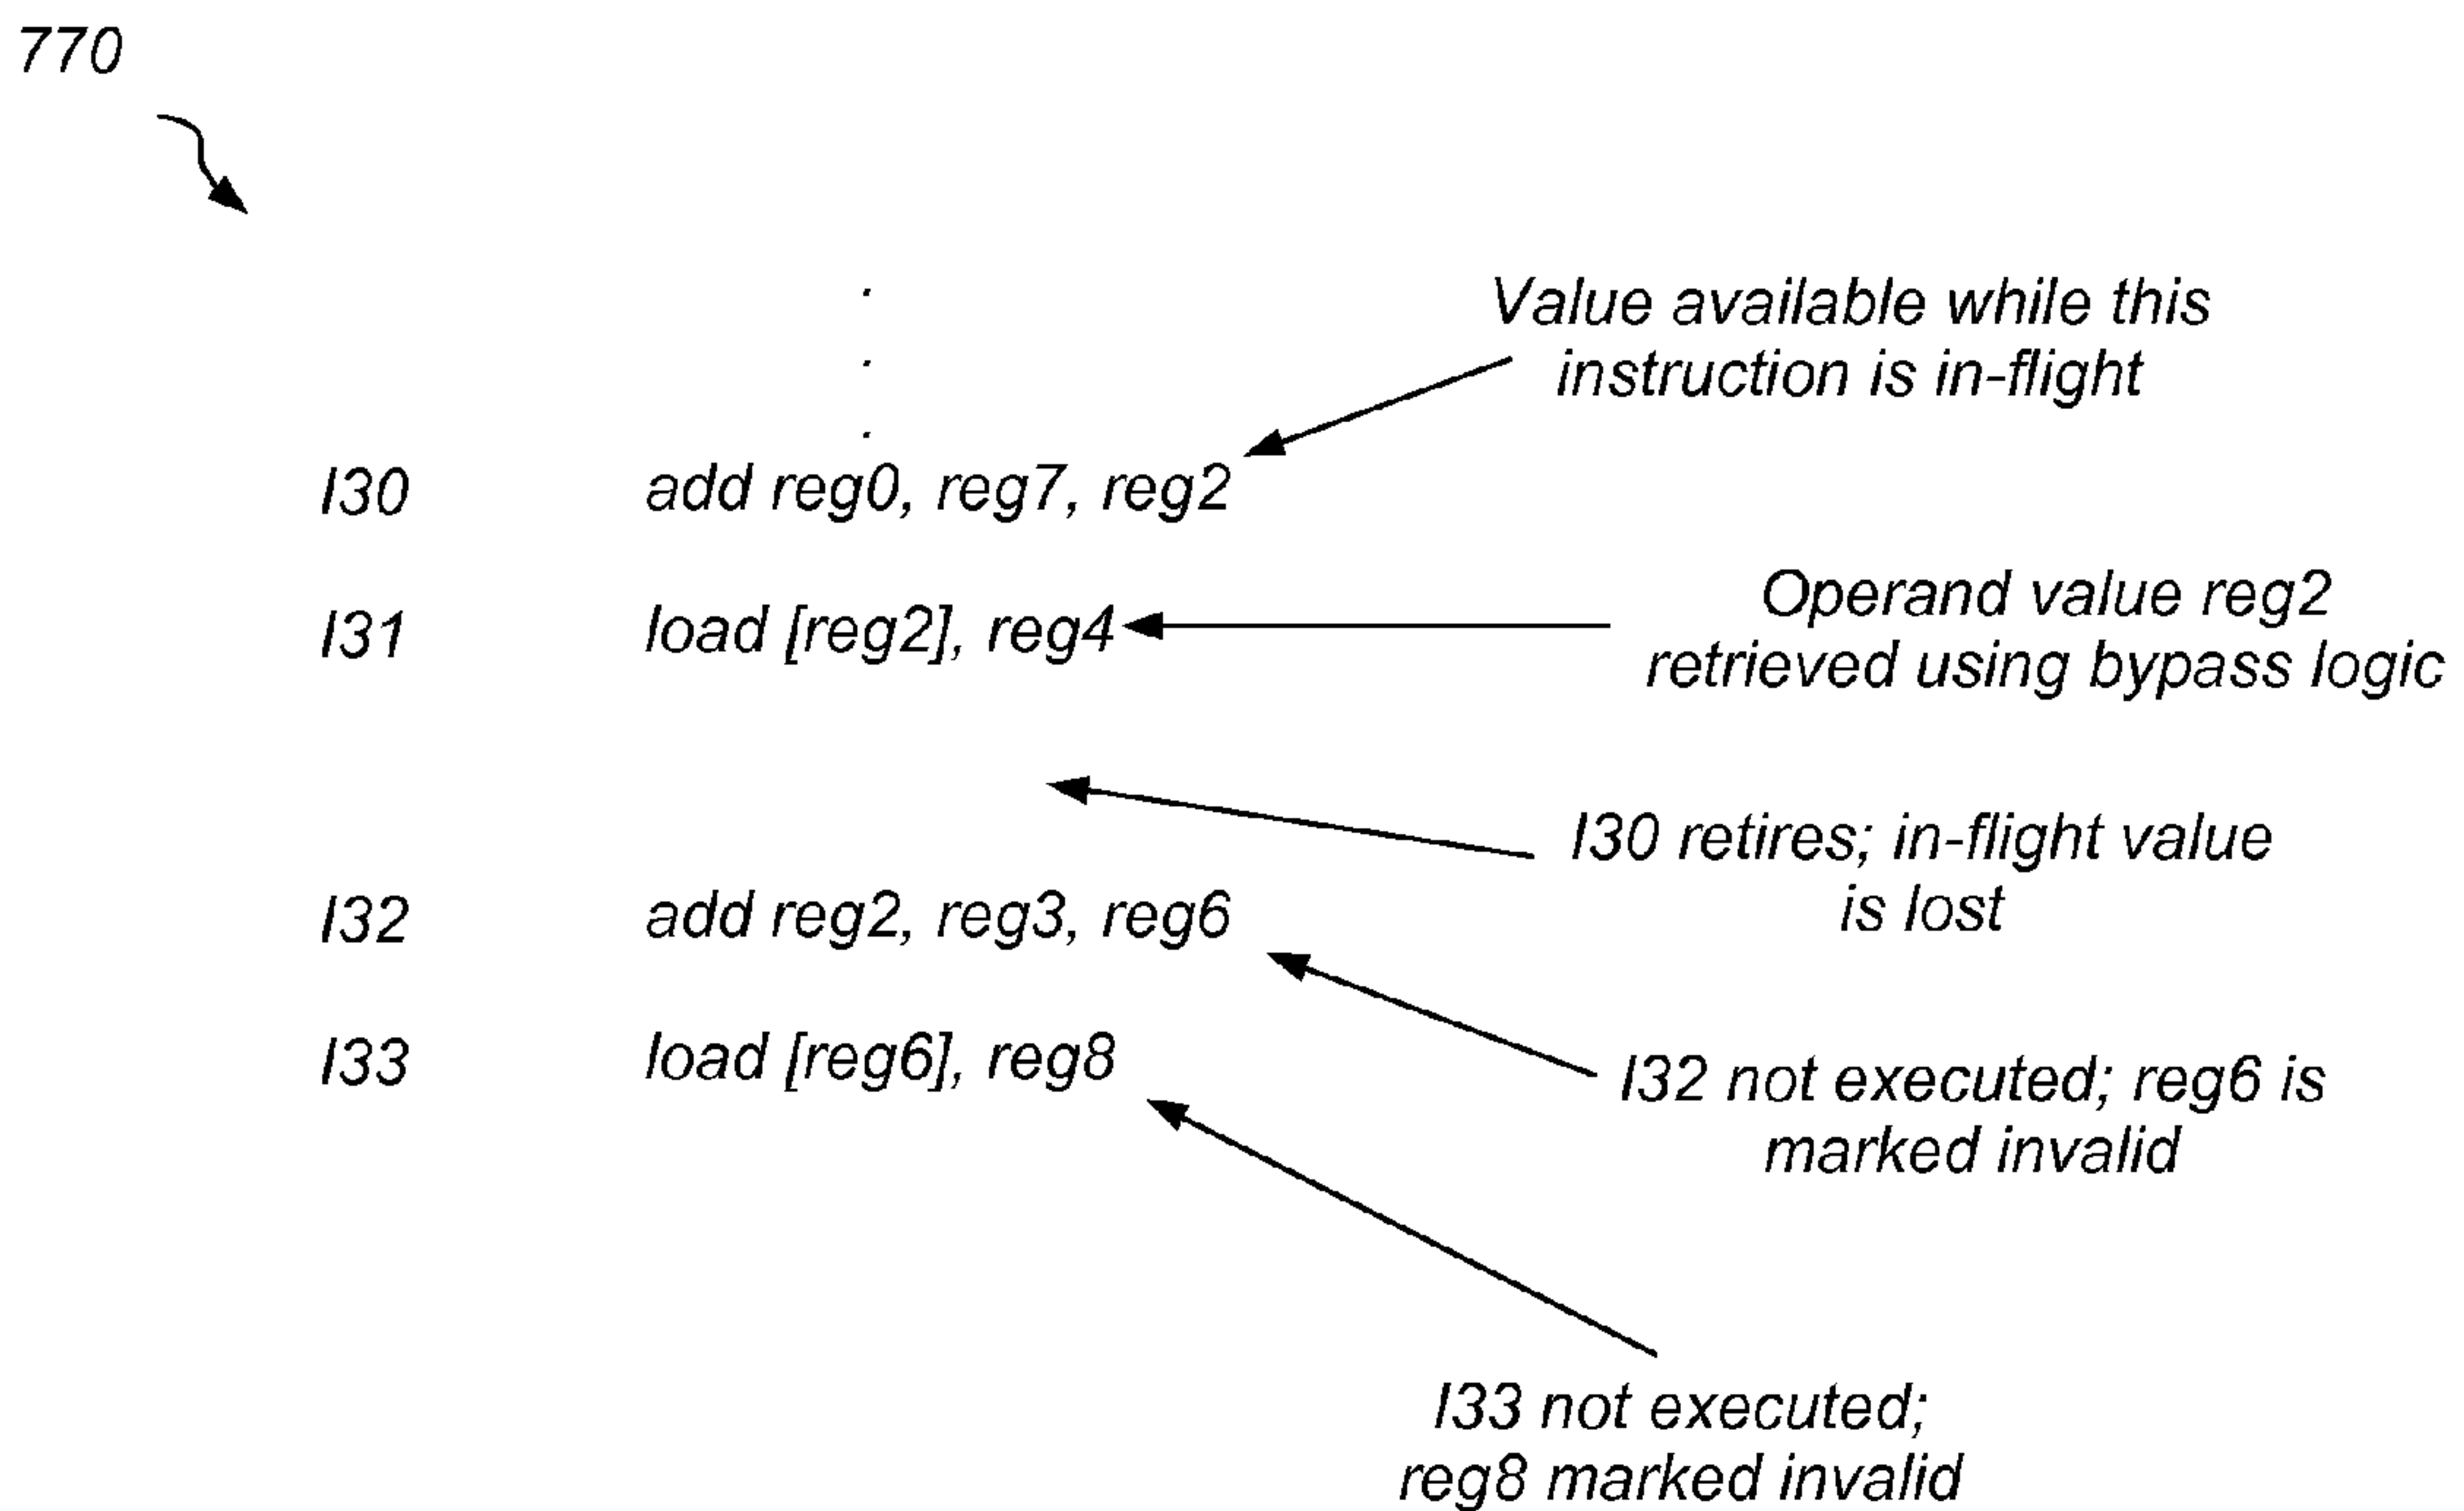 770
Value available while this
instruction is in-flight
I30 add reg0, reg7, reg2
Operand value reg2
retrieved using bypass logic
I31 load [reg2], reg4
I30 retires; in-flight value
is lost
I32 add reg2, reg3, reg6
I32 not executed; reg6 is
marked invalid
I33 load [reg6], reg8
I33 not executed;
reg8 marked invalid